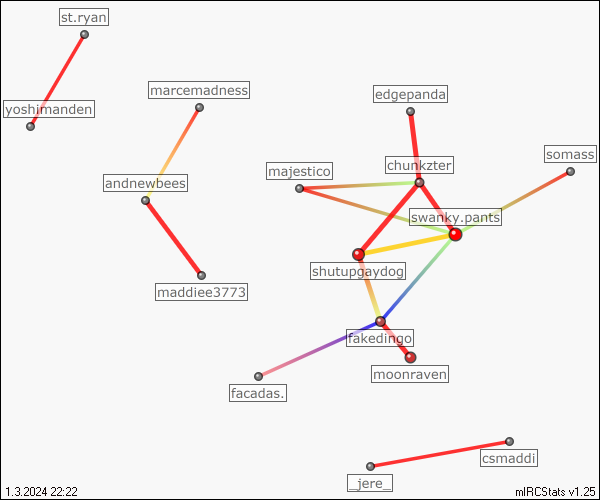 st.ryan
marcemadness
edgepanda
yoshimanden
somass
chunkzter
majestico
andnewbees
swanky.pants
shutupgaydog
maddiee3773
fakedingo
moonraven
facadas.
csmaddi
_jere_
1.3.2024 22:22
mIRCStats v1.25